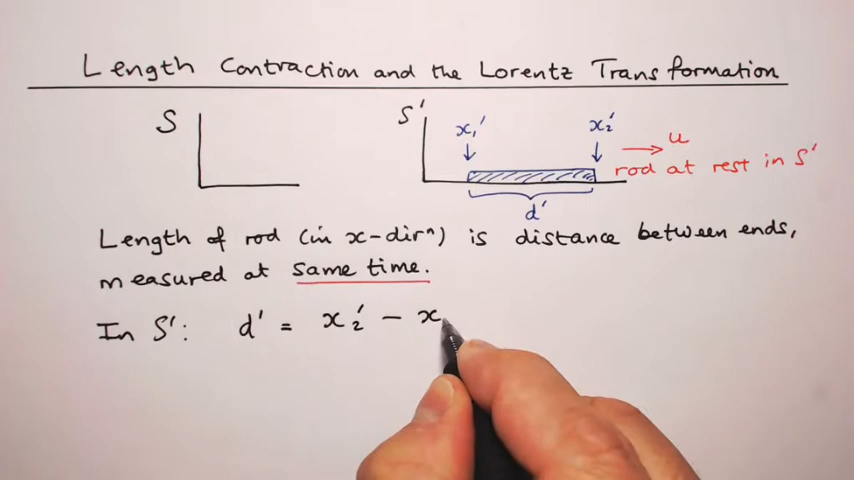 Length Contraction and the Lorentz Transformation
S
S'
x₁'
x₂'
u
rod at rest in S'
d'
Length of rod (in x-dirⁿ) is distance between ends,
measured at same time.
In S': d' = x₂' - x